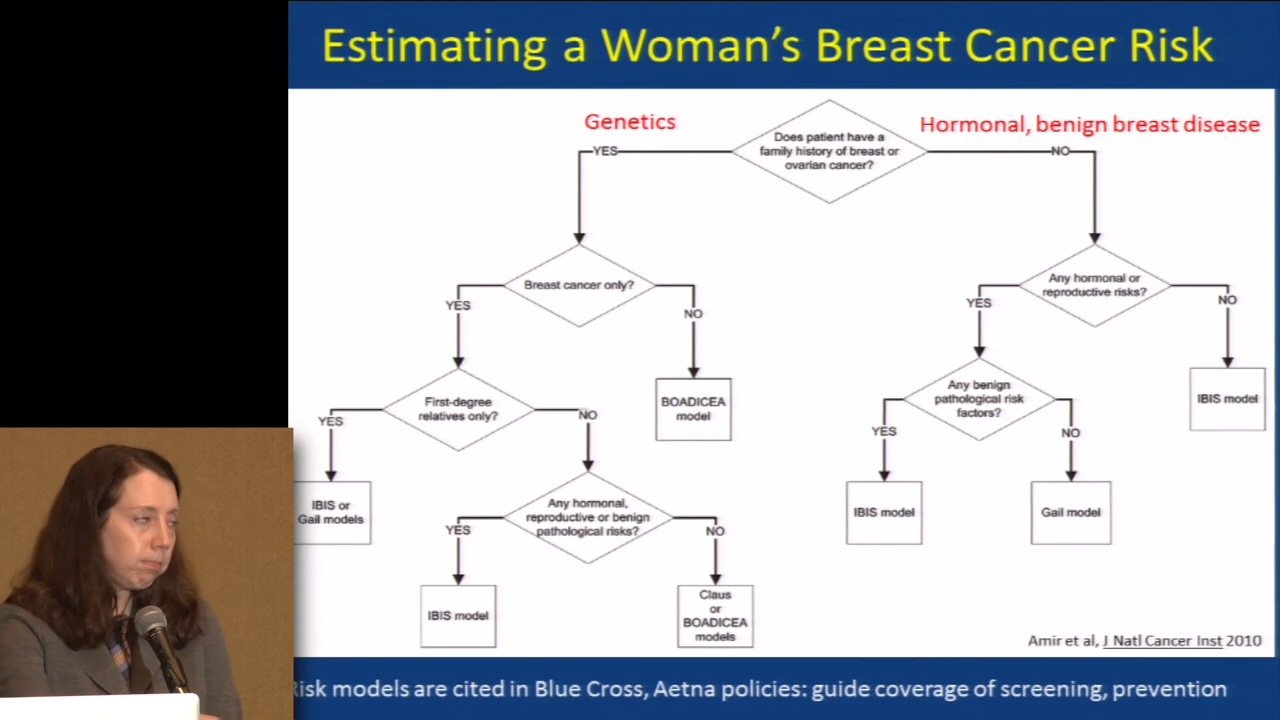 Estimating a Woman's Breast Cancer Risk
Genetics
Hormonal, benign breast disease
Does patient have a
family history of breast or
ovarian cancer?
YES
NO
Breast cancer only?
Any hormonal or
reproductive risks?
YES
NO
YES
NO
First-degree
relatives only?
BOADICEA
model
Any benign
pathological risk
factors?
IBIS model
YES
NO
YES
NO
IBIS or
Gail models
Any hormonal,
reproductive or benign
pathological risks?
IBIS model
Gail model
YES
NO
IBIS model
Claus
or
BOADICEA
models
Amir et al, J Natl Cancer Inst 2010
Risk models are cited in Blue Cross, Aetna policies: guide coverage of screening, prevention